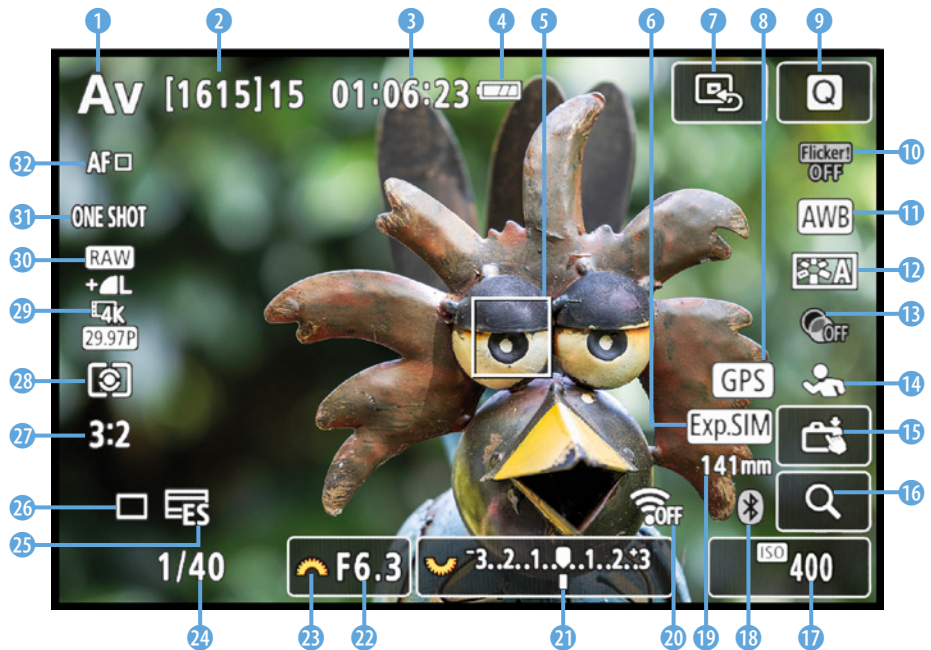 1 2 3 4 5 6 7 8 9
Av [1615]15 01:06:23 Q
32 AF Flicker! OFF 10
31 ONE SHOT AWB 11
30 RAW A 12
+L
29 4K OFF 13
29.97P
28 GPS 14
27 3:2 Exp.SIM 15
141mm
26 16
25 ES OFF
1/40 F6.3 -3..2..1..0..1..2..+3 ISO 400
24 23 22 21 20 19 18 17